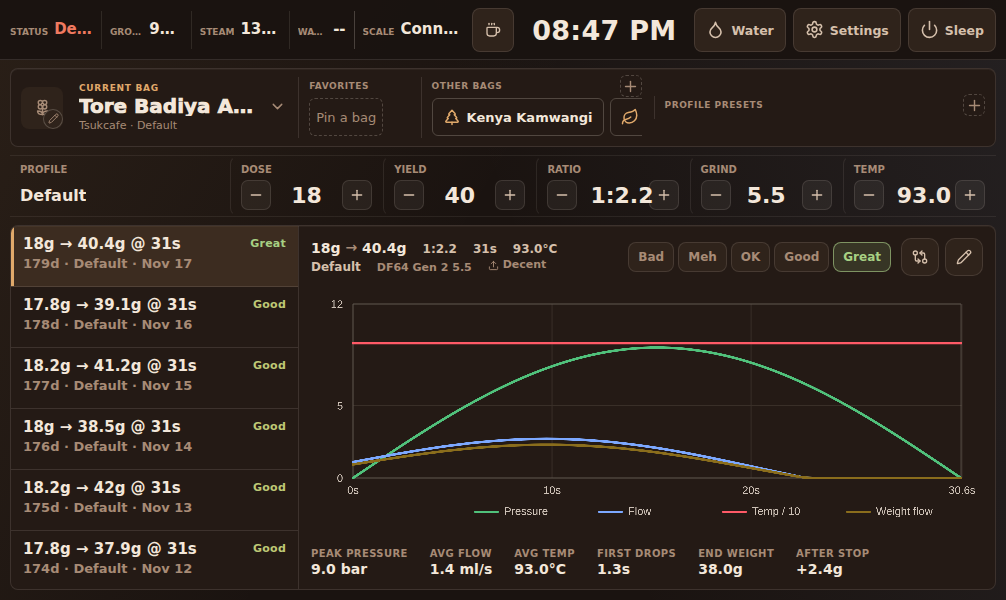 STATUS De... GRO... 9... STEAM 13... WA... -- SCALE Conn... 08:47 PM Water Settings Sleep
CURRENT BAG
Tore Badiya A...
Tsukcafe · Default
FAVORITES
Pin a bag
OTHER BAGS
+
Kenya Kamwangi
PROFILE PRESETS
+
PROFILE
Default
DOSE
− 18 +
YIELD
− 40 +
RATIO
− 1:2.2 +
GRIND
− 5.5 +
TEMP
− 93.0 +
18g → 40.4g @ 31s Great
179d · Default · Nov 17
17.8g → 39.1g @ 31s Good
178d · Default · Nov 16
18.2g → 41.2g @ 31s Good
177d · Default · Nov 15
18g → 38.5g @ 31s Good
176d · Default · Nov 14
18.2g → 42g @ 31s Good
175d · Default · Nov 13
17.8g → 37.9g @ 31s Good
174d · Default · Nov 12
18g → 40.4g 1:2.2 31s 93.0°C
Default DF64 Gen 2 5.5 Decent
Bad Meh OK Good Great
12
5
0
0s 10s 20s 30.6s
Pressure Flow Temp / 10 Weight flow
PEAK PRESSURE AVG FLOW AVG TEMP FIRST DROPS END WEIGHT AFTER STOP
9.0 bar 1.4 ml/s 93.0°C 1.3s 38.0g +2.4g